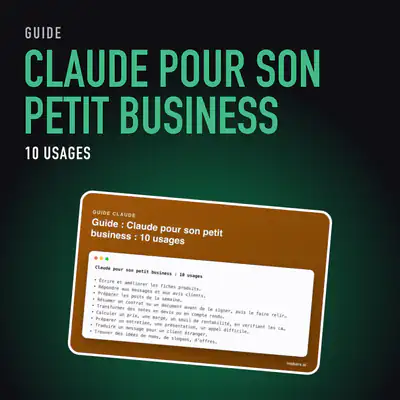 GUIDE
CLAUDE POUR SON
PETIT BUSINESS
10 USAGES
GUIDE CLAUDE
Guide : Claude pour son petit
business : 10 usages
Claude pour son petit business : 10 usages
• Écrire et améliorer les fiches produits.
• Répondre aux messages et aux avis clients.
• Préparer les posts de la semaine.
• Résumer un contrat ou un document avant de le signer, puis le faire relir.
• Transformer des notes en devis ou en compte rendu.
• Calculer un prix, une marge, un seuil de rentabilité, en vérifiant les ca.
• Préparer un entretien, une présentation, un appel difficile.
• Traduire un message pour un client étranger.
• Trouver des idées de noms, de slogans, d'offres.